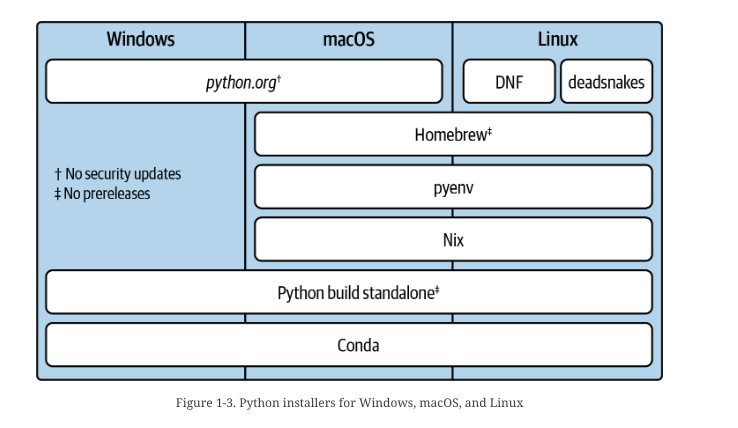 Windows macOS Linux
python.org† DNF deadsnakes
Homebrew‡
† No security updates
‡ No prereleases
pyenv
Nix
Python build standalone‡
Conda
Figure 1-3. Python installers for Windows, macOS, and Linux